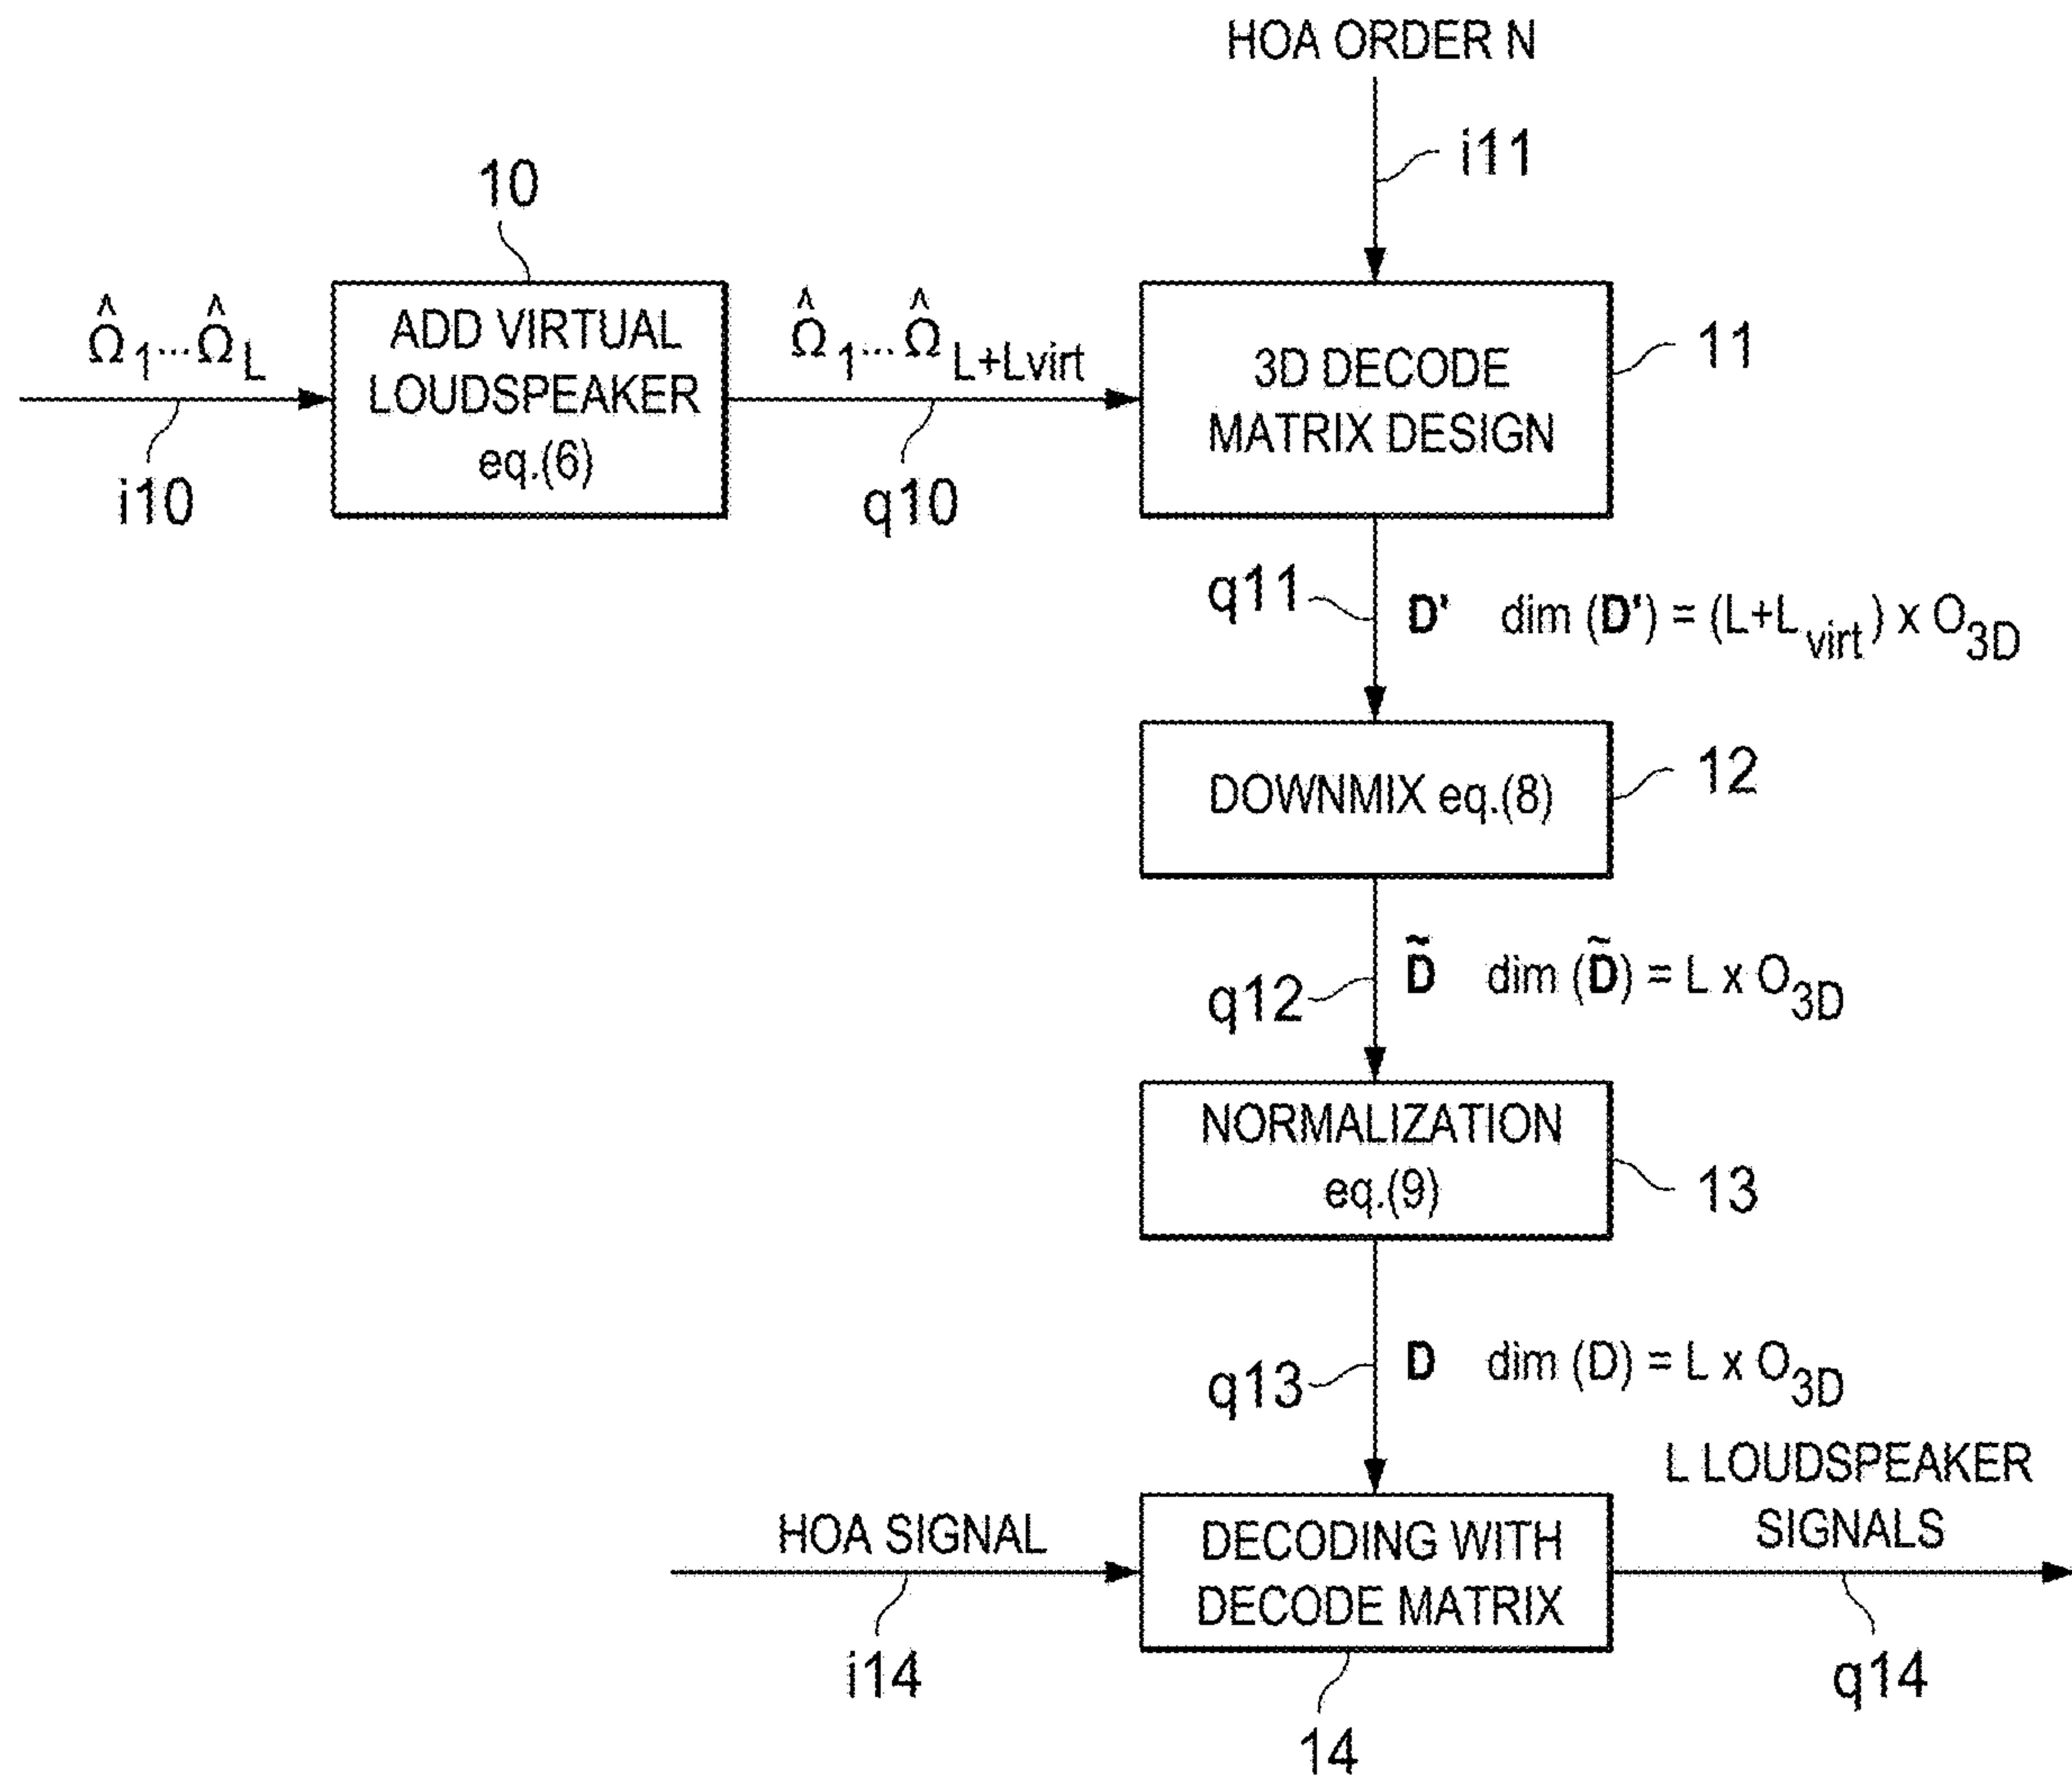 HOA ORDER N
i11
10
Ω̂1...Ω̂L
i10
ADD VIRTUAL
LOUDSPEAKER
eq.(6)
Ω̂1...Ω̂L+Lvirt
q10
3D DECODE
MATRIX DESIGN
11
q11
D' dim (D') = (L+Lvirt) x O3D
DOWNMIX eq.(8)
12
q12
D̃ dim (D̃) = L x O3D
NORMALIZATION
eq.(9)
13
q13
D dim (D) = L x O3D
HOA SIGNAL
i14
DECODING WITH
DECODE MATRIX
14
L LOUDSPEAKER
SIGNALS
q14